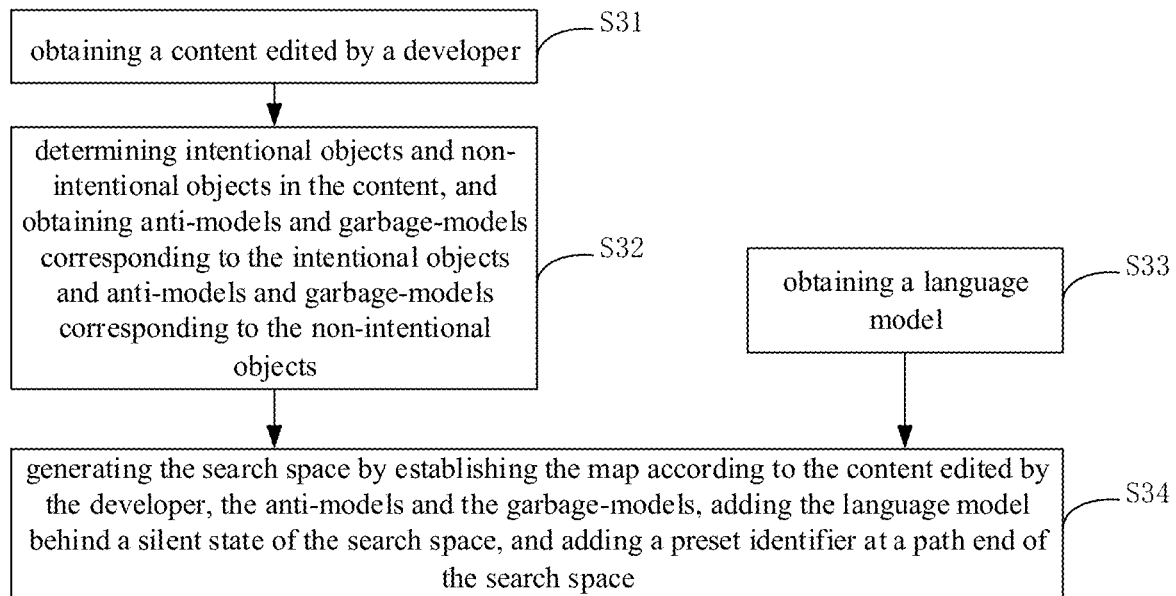 obtaining a content edited by a developer
S31
determining intentional objects and non-
intentional objects in the content, and
obtaining anti-models and garbage-models
corresponding to the intentional objects
and anti-models and garbage-models
corresponding to the non-intentional
objects
S32
obtaining a language
model
S33
generating the search space by establishing the map according to the content edited by
the developer, the anti-models and the garbage-models, adding the language model
behind a silent state of the search space, and adding a preset identifier at a path end of
the search space
S34